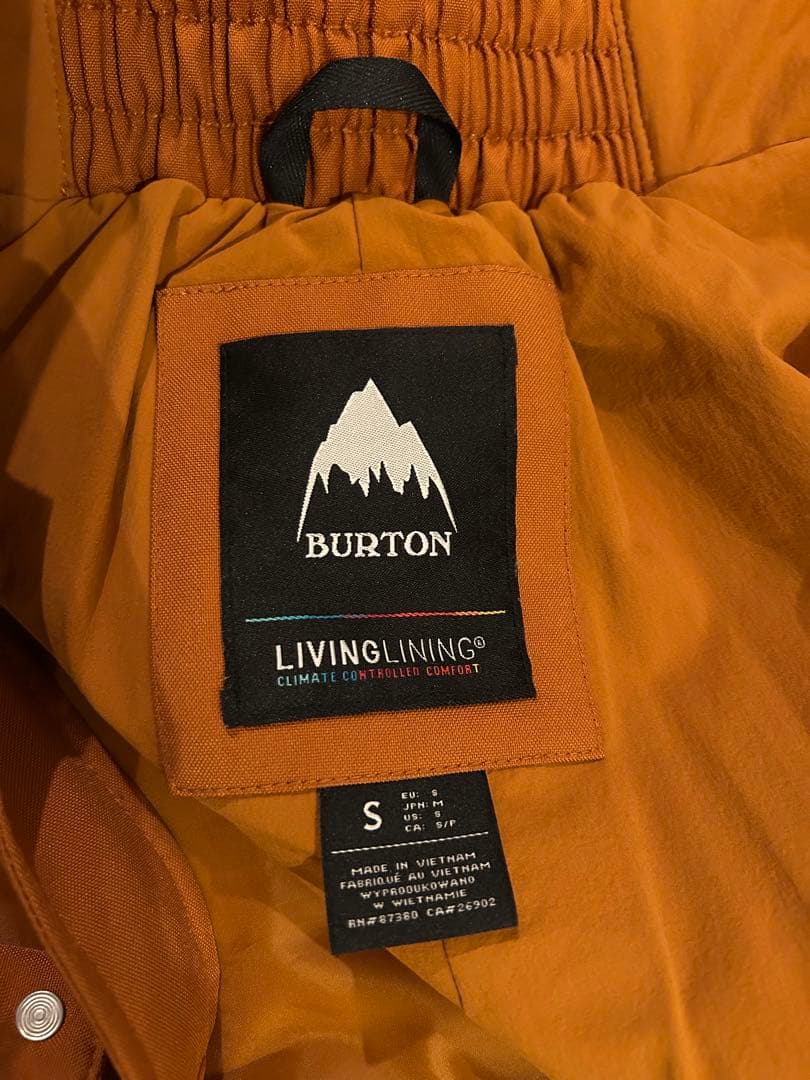 BURTON
LIVINGLINING®
CLIMATE CONTROLLED COMFORT
S
EU: S
JPN: M
US: S
CA: S/P
MADE IN VIETNAM
FABRIQUÉ AU VIETNAM
WYPRODUKOWANO
W WIETNAMIE
RN#87380 CA#26902